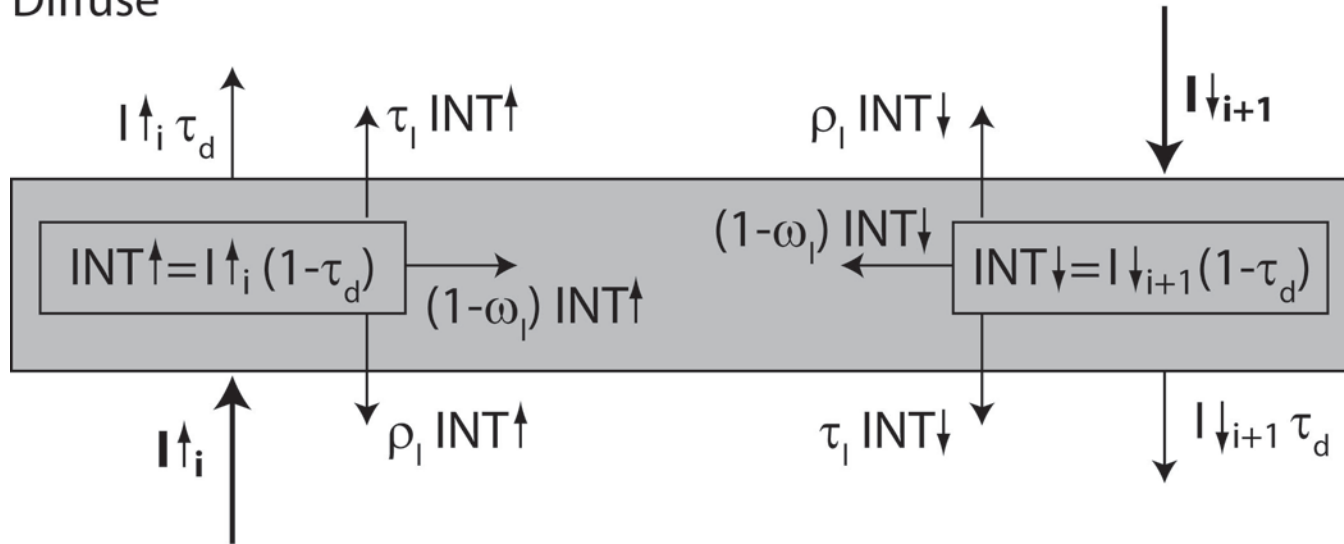 Diffuse
I↑i τd
τl INT↑
ρl INT↓
I↓i+1
INT↑=I↑i (1-τd)
(1-ωl) INT↑
(1-ωl) INT↓
INT↓=I↓i+1(1-τd)
I↑i
ρl INT↑
τl INT↓
I↓i+1 τd